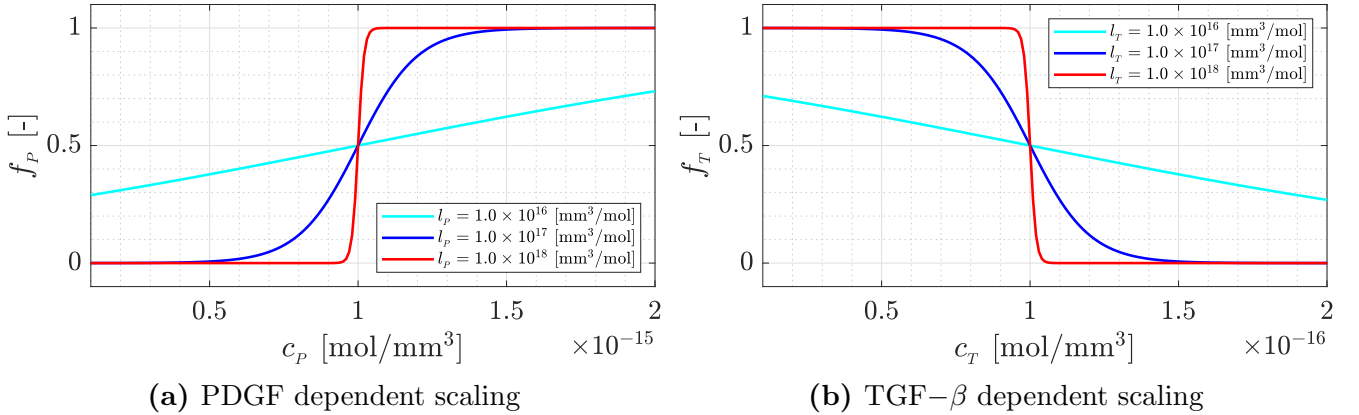 1
0.5
0
f_P [-]
l_P = 1.0 × 10^16 [mm^3/mol]
l_P = 1.0 × 10^17 [mm^3/mol]
l_P = 1.0 × 10^18 [mm^3/mol]
0.5 1 1.5 2
c_P [mol/mm^3] ×10^-15
(a) PDGF dependent scaling
1
0.5
0
f_T [-]
l_T = 1.0 × 10^16 [mm^3/mol]
l_T = 1.0 × 10^17 [mm^3/mol]
l_T = 1.0 × 10^18 [mm^3/mol]
0.5 1 1.5 2
c_T [mol/mm^3] ×10^-16
(b) TGF−β dependent scaling